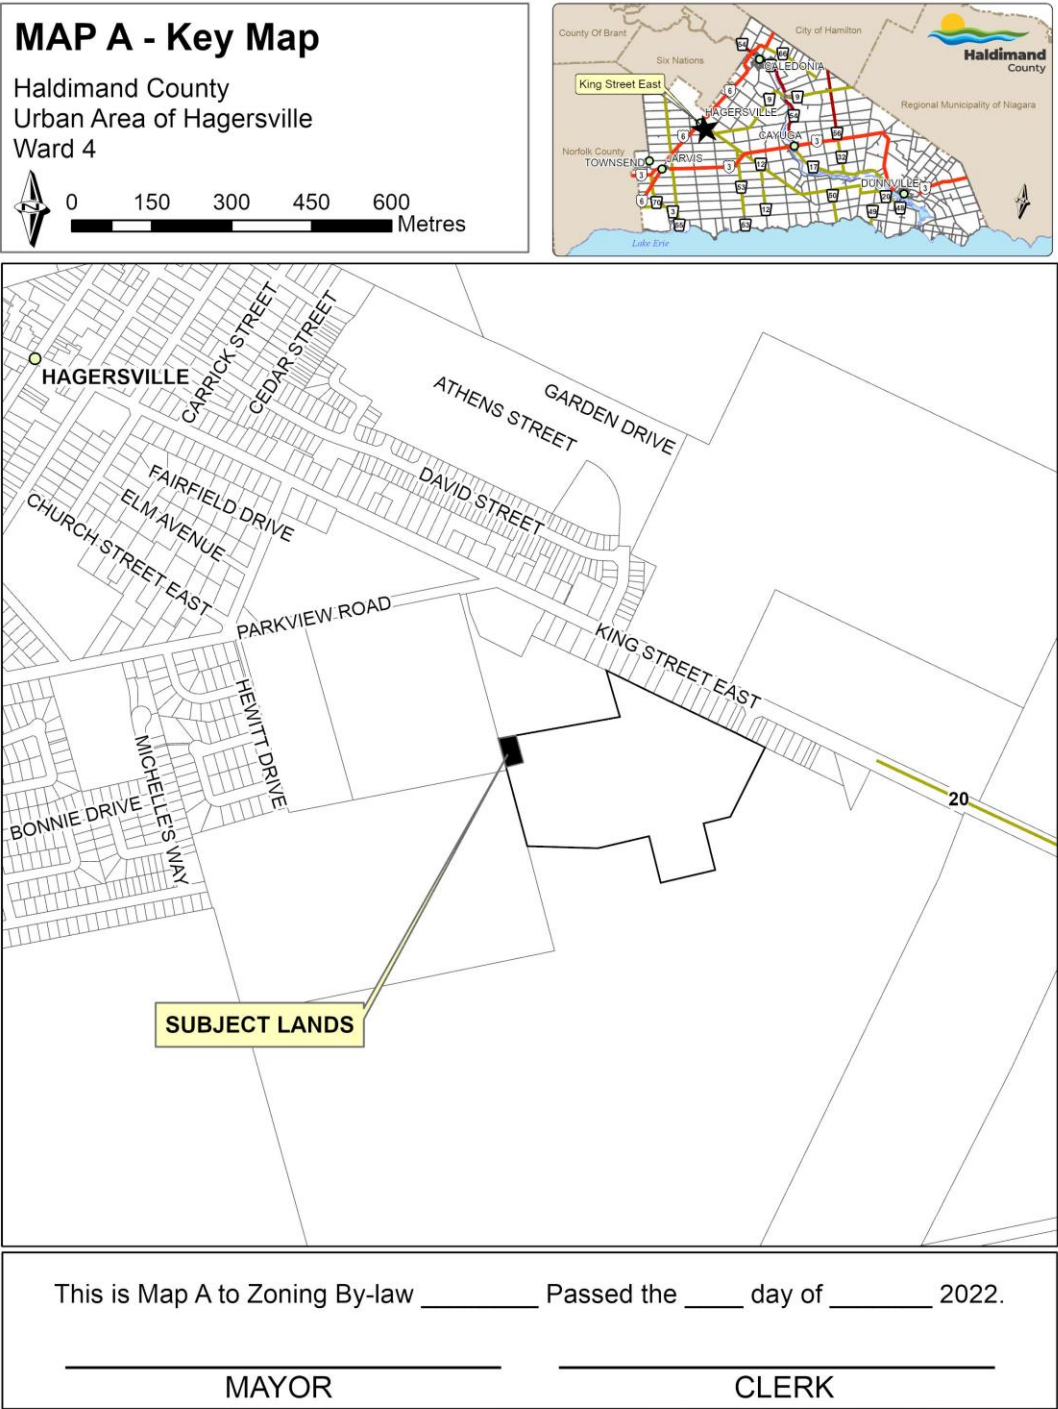 MAP A - Key Map
Haldimand County
Urban Area of Hagersville
Ward 4
N
0 150 300 450 600
Metres
County Of Brant
City of Hamilton
Haldimand
County
Six Nations
CALEDONIA
King Street East
Regional Municipality of Niagara
HAGERSVILLE
CAYUGA
Norfolk County
TOWNSEND
JARVIS
DUNNVILLE
Lake Erie
HAGERSVILLE
CARRICK STREET
CEDAR STREET
ATHENS STREET
GARDEN DRIVE
DAVID STREET
FAIRFIELD DRIVE
ELM AVENUE
CHURCH STREET EAST
PARKVIEW ROAD
KING STREET EAST
HEWITT DRIVE
MICHELLE'S WAY
BONNIE DRIVE
20
SUBJECT LANDS
This is Map A to Zoning By-law ________ Passed the ____ day of _______ 2022.
MAYOR
CLERK